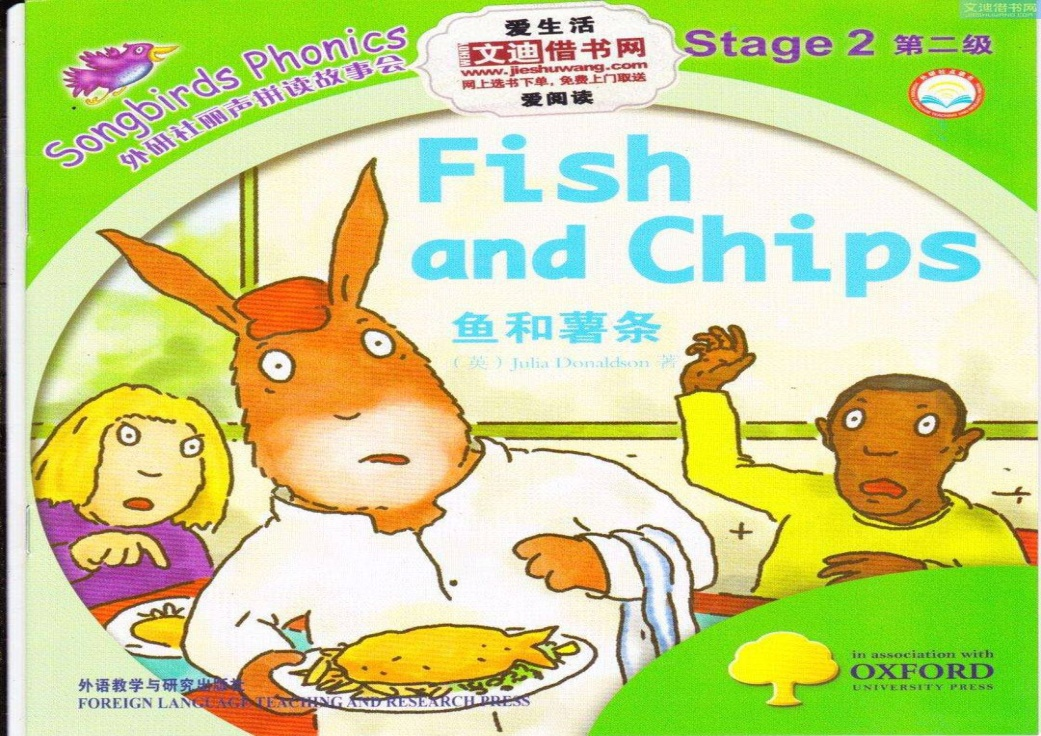 Songbirds Phonics
外研社丽声拼读故事会
爱生活
文迪借书网
www.jieshuwang.com
网上选书下单，免费上门取送
爱阅读
Stage 2 第二级
文迪借书网
JIESHUWANG.COM
Fish
and Chips
鱼和薯条
（英）Julia Donaldson 著
外语教学与研究出版社
FOREIGN LANGUAGE TEACHING AND RESEARCH PRESS
in association with
OXFORD
UNIVERSITY PRESS